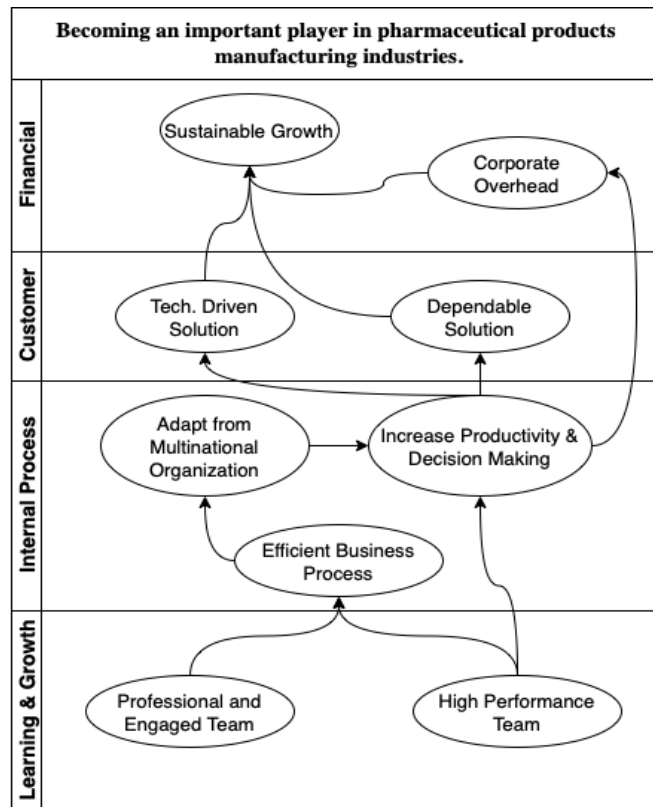 Becoming an important player in pharmaceutical products
manufacturing industries.
Financial
Sustainable Growth
Corporate
Overhead
Customer
Tech. Driven
Solution
Dependable
Solution
Internal Process
Adapt from
Multinational
Organization
Increase Productivity &
Decision Making
Efficient Business
Process
Learning & Growth
Professional and
Engaged Team
High Performance
Team